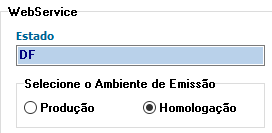 WebService
Estado
DF
Selecione o Ambiente de Emissão
Produção
Homologação